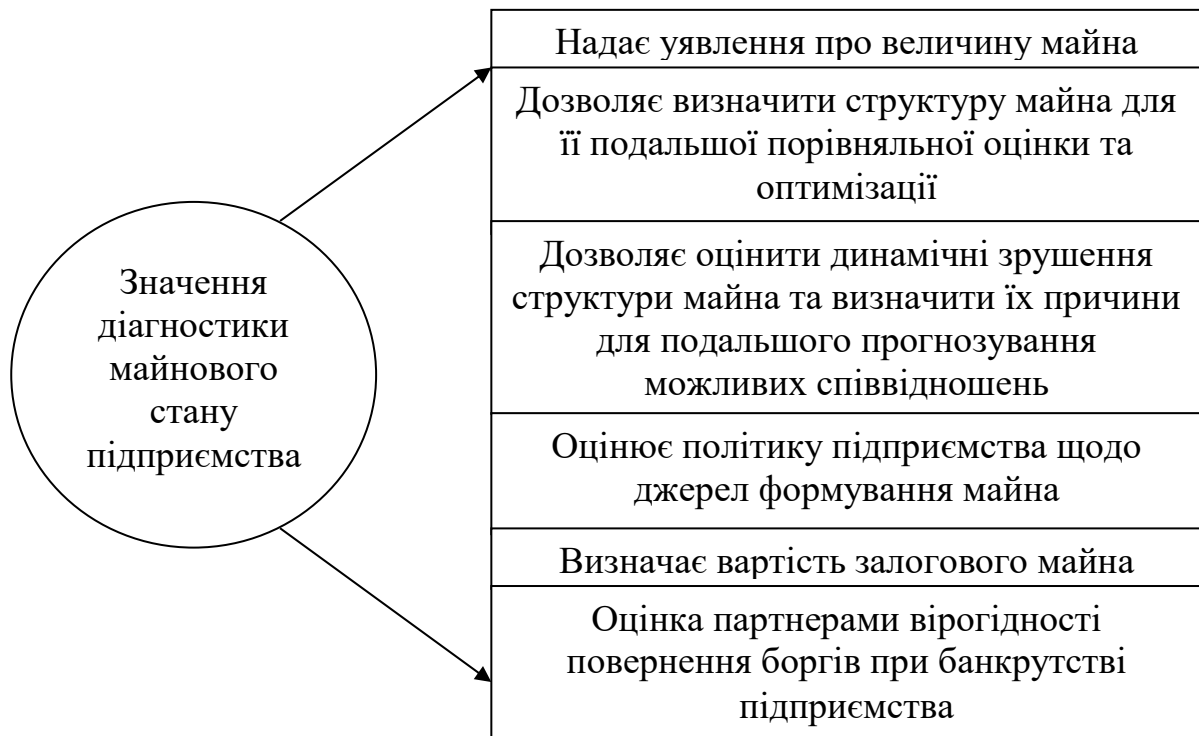 Значення
діагностики
майнового
стану
підприємства
Надає уявлення про величину майна
Дозволяє визначити структуру майна для
її подальшої порівняльної оцінки та
оптимізації
Дозволяє оцінити динамічні зрушення
структури майна та визначити їх причини
для подальшого прогнозування
можливих співвідношень
Оцінює політику підприємства щодо
джерел формування майна
Визначає вартість залогового майна
Оцінка партнерами вірогідності
повернення боргів при банкрутстві
підприємства